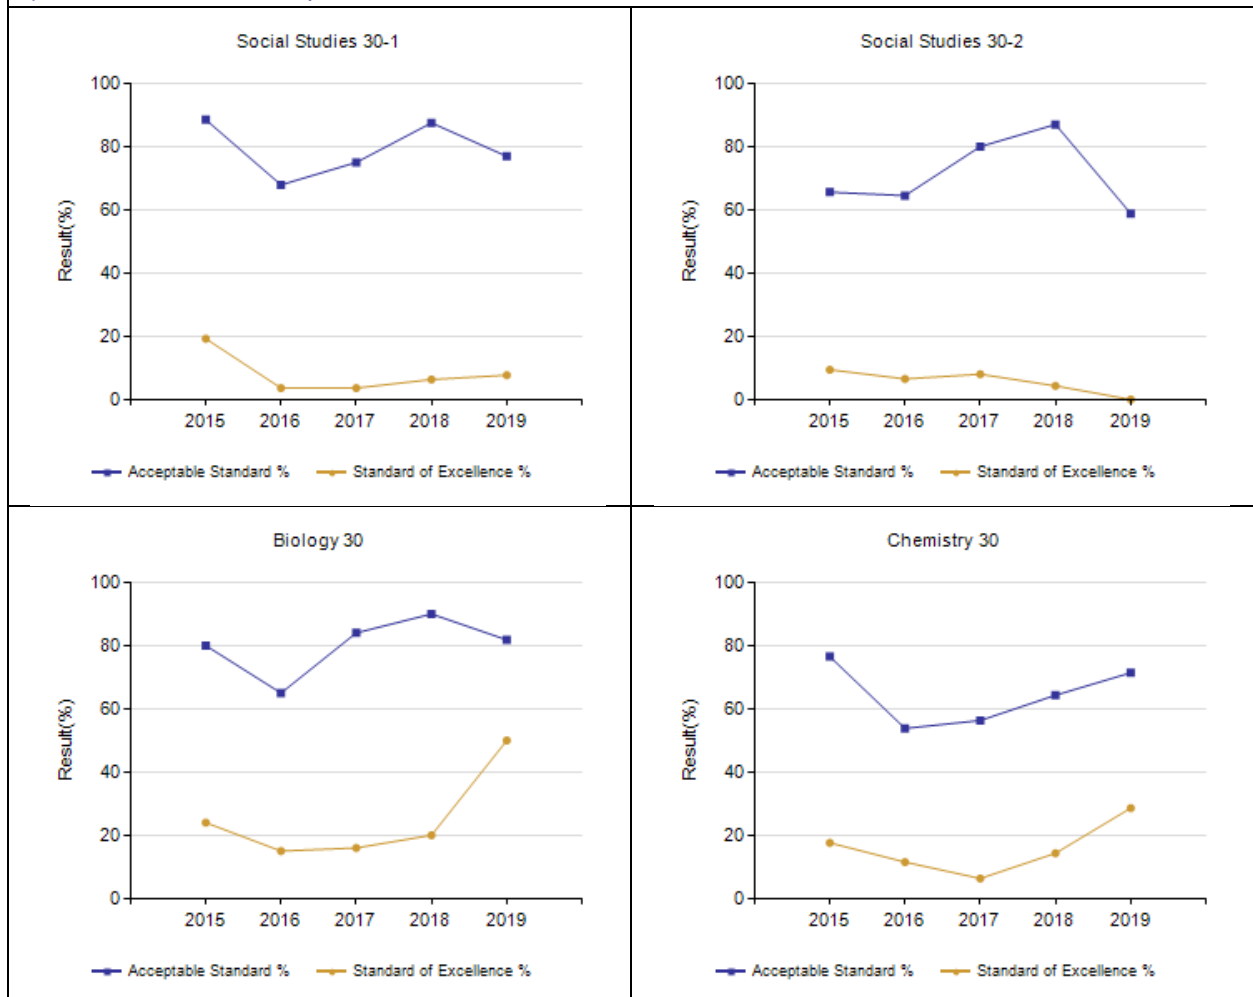 Social Studies 30-1
100
80
60
40
20
0
Result(%)
2015 2016 2017 2018 2019
Acceptable Standard % Standard of Excellence %
Social Studies 30-2
100
80
60
40
20
0
Result(%)
2015 2016 2017 2018 2019
Acceptable Standard % Standard of Excellence %
Biology 30
100
80
60
40
20
0
Result(%)
2015 2016 2017 2018 2019
Acceptable Standard % Standard of Excellence %
Chemistry 30
100
80
60
40
20
0
Result(%)
2015 2016 2017 2018 2019
Acceptable Standard % Standard of Excellence %